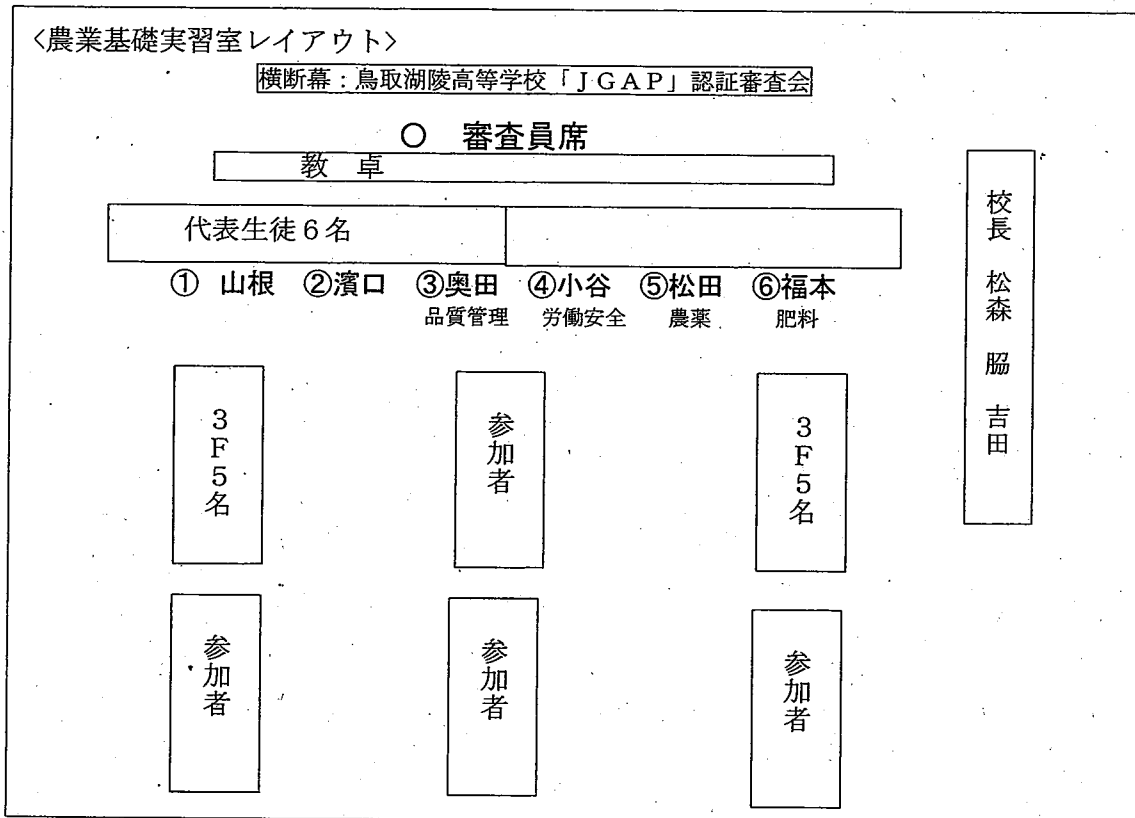 〈農業基礎実習室レイアウト〉
横断幕：鳥取湖陵高等学校「ＪＧＡＰ」認証審査会
○　審査員席
教　卓
代表生徒６名
①　山根　②濱口　③奥田　④小谷　⑤松田　⑥福本
品質管理　労働安全　農薬　肥料
校長　松森　脇　吉田
３Ｆ５名
参加者
３Ｆ５名
参加者
参加者
参加者